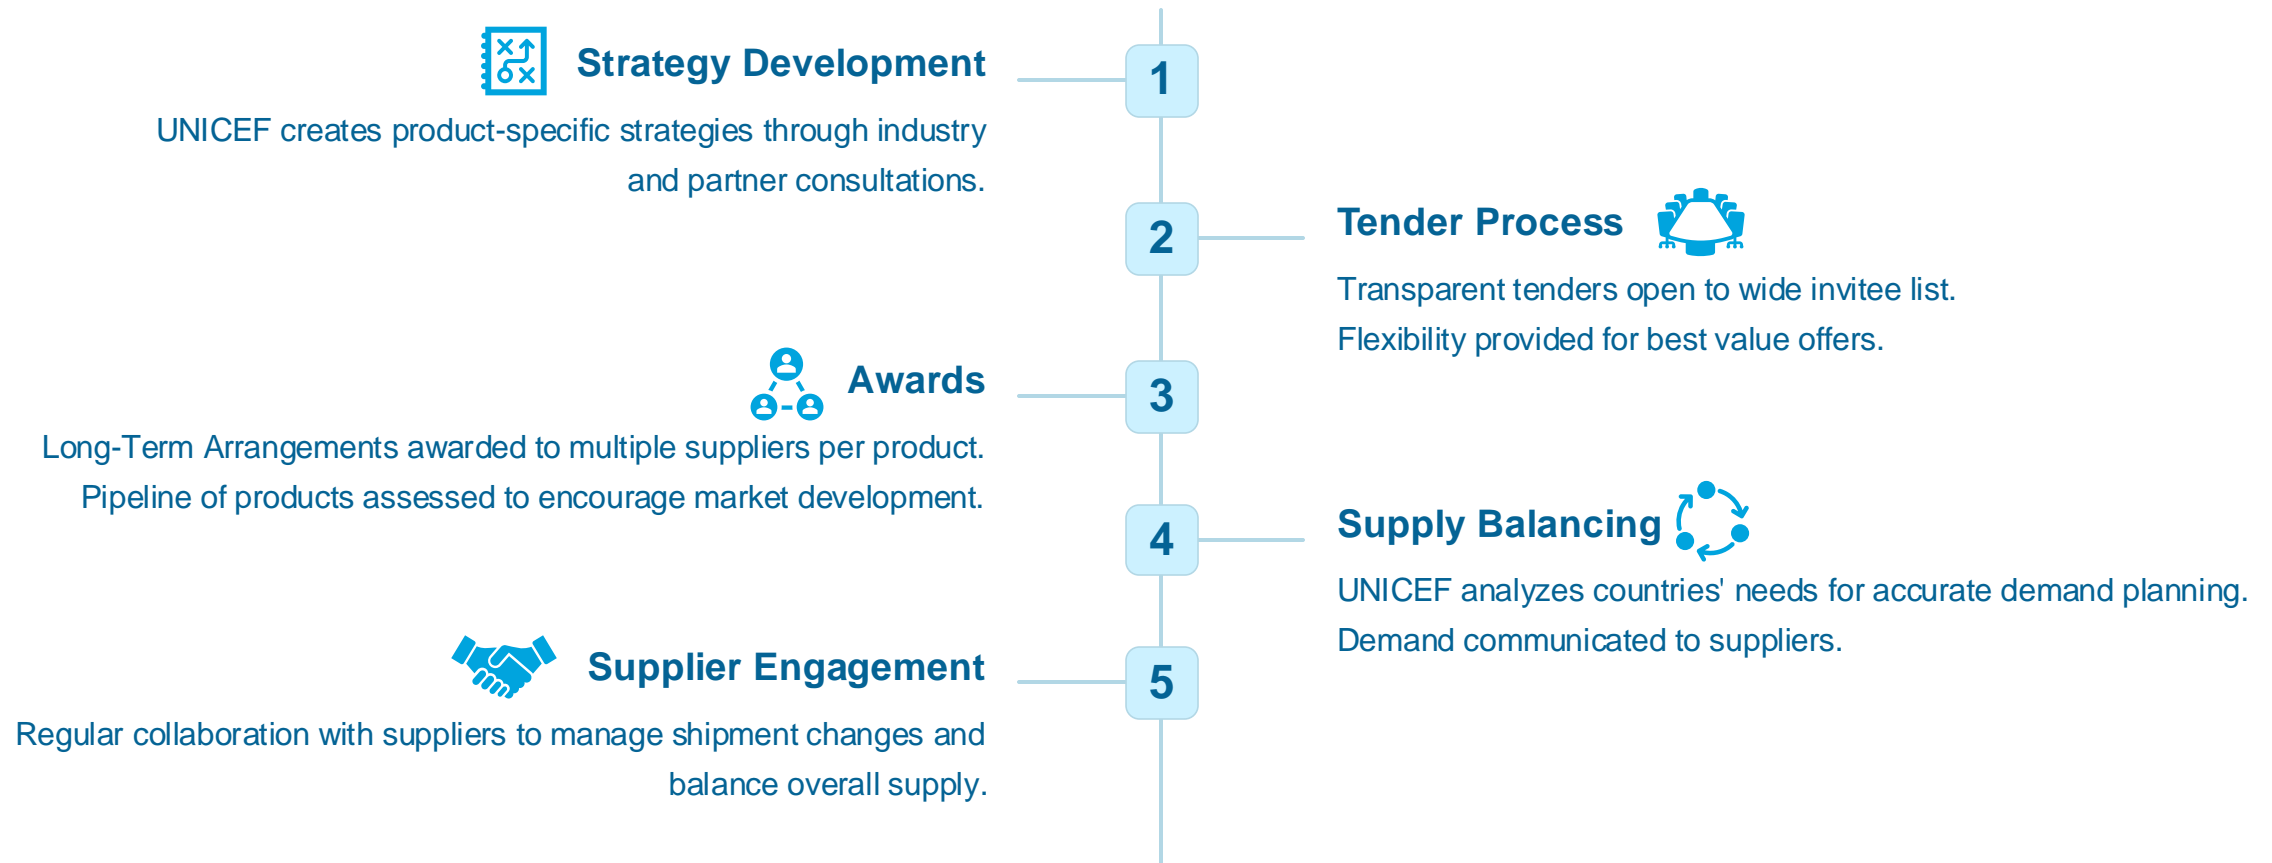 Strategy Development
1
UNICEF creates product-specific strategies through industry
and partner consultations.
2
Tender Process
Transparent tenders open to wide invitee list.
Flexibility provided for best value offers.
Awards
3
Long-Term Arrangements awarded to multiple suppliers per product.
Pipeline of products assessed to encourage market development.
4
Supply Balancing
UNICEF analyzes countries' needs for accurate demand planning.
Demand communicated to suppliers.
Supplier Engagement
5
Regular collaboration with suppliers to manage shipment changes and
balance overall supply.